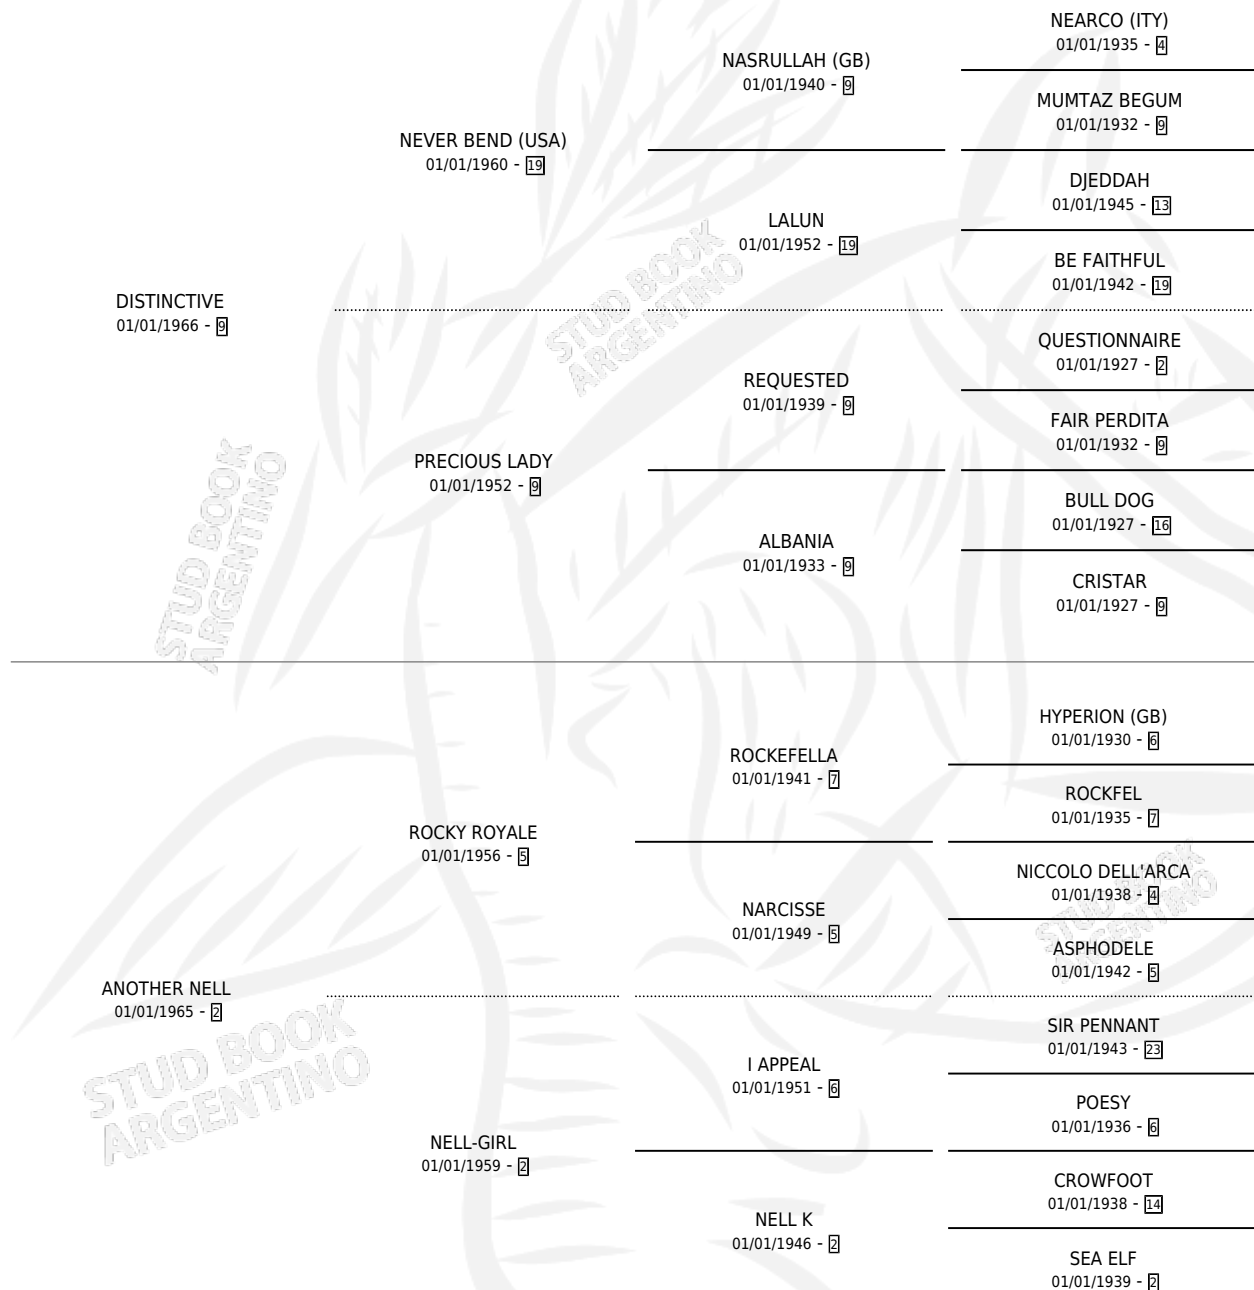 NEARCO (ITY)
01/01/1935 - 4
NASRULLAH (GB)
01/01/1940 - 9
MUMTAZ BEGUM
01/01/1932 - 9
NEVER BEND (USA)
01/01/1960 - 19
DJEDDAH
01/01/1945 - 13
LALUN
01/01/1952 - 19
BE FAITHFUL
01/01/1942 - 19
DISTINCTIVE
01/01/1966 - 9
QUESTIONNAIRE
01/01/1927 - 2
REQUESTED
01/01/1939 - 9
FAIR PERDITA
01/01/1932 - 9
PRECIOUS LADY
01/01/1952 - 9
BULL DOG
01/01/1927 - 16
ALBANIA
01/01/1933 - 9
CRISTAR
01/01/1927 - 9
HYPERION (GB)
01/01/1930 - 6
ROCKEFELLA
01/01/1941 - 7
ROCKFEL
01/01/1935 - 7
ROCKY ROYALE
01/01/1956 - 5
NICCOLO DELL'ARCA
01/01/1938 - 4
NARCISSE
01/01/1949 - 5
ASPHODELE
01/01/1942 - 5
ANOTHER NELL
01/01/1965 - 2
SIR PENNANT
01/01/1943 - 23
I APPEAL
01/01/1951 - 6
POESY
01/01/1936 - 6
NELL-GIRL
01/01/1959 - 2
CROWFOOT
01/01/1938 - 14
NELL K
01/01/1946 - 2
SEA ELF
01/01/1939 - 2
STUD BOOK
ARGENTINO
STUD BOOK
ARGENTINO
STUD BOOK
ARGENTINO
STUD BOOK
ARGENTINO